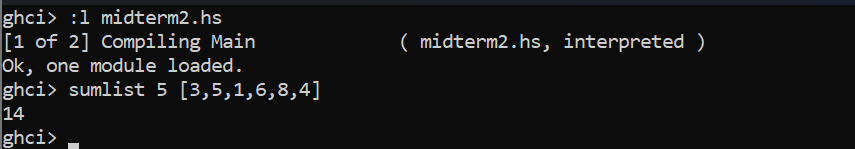 ghci> :l midterm2.hs
[1 of 2] Compiling Main             ( midterm2.hs, interpreted )
Ok, one module loaded.
ghci> sumlist 5 [3,5,1,6,8,4]
14
ghci>